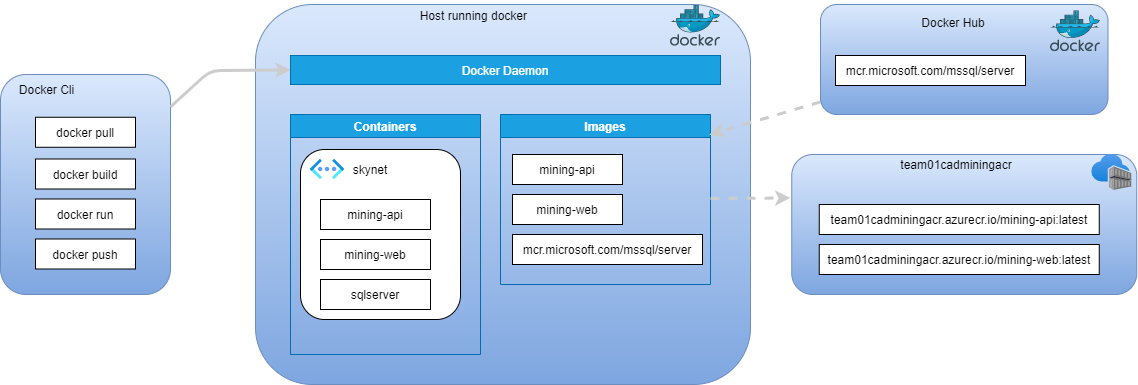 Docker Cli
docker pull
docker build
docker run
docker push
Host running docker
docker
Docker Daemon
Containers
skynet
mining-api
mining-web
sqlserver
Images
mining-api
mining-web
mcr.microsoft.com/mssql/server
Docker Hub
docker
mcr.microsoft.com/mssql/server
team01cadminingacr
team01cadminingacr.azurecr.io/mining-api:latest
team01cadminingacr.azurecr.io/mining-web:latest